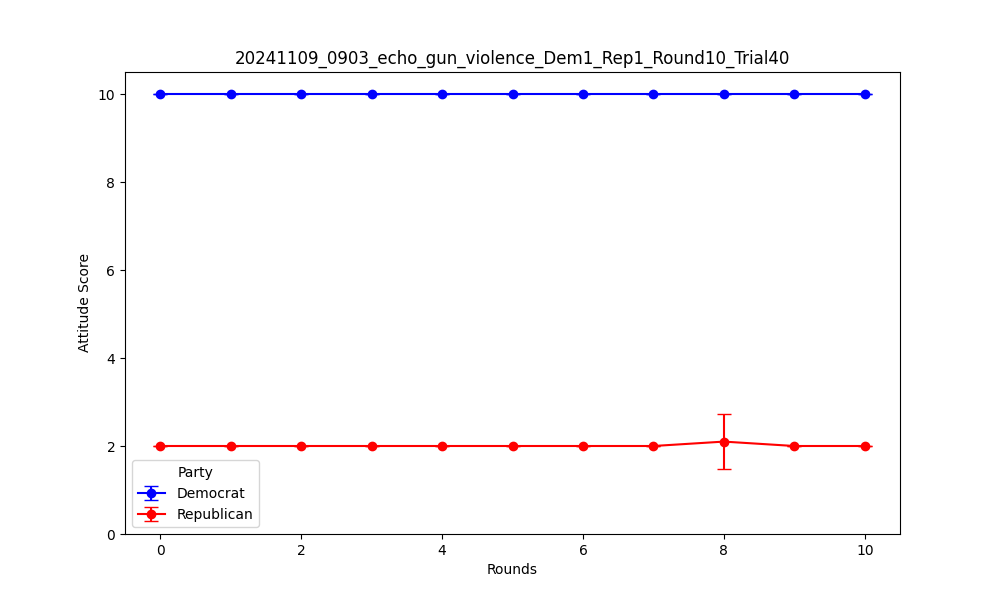 20241109_0903_echo_gun_violence_Dem1_Rep1_Round10_Trial40
10
8
6
4
2
0
Attitude Score
Party
Democrat
Republican
0 2 4 6 8 10
Rounds